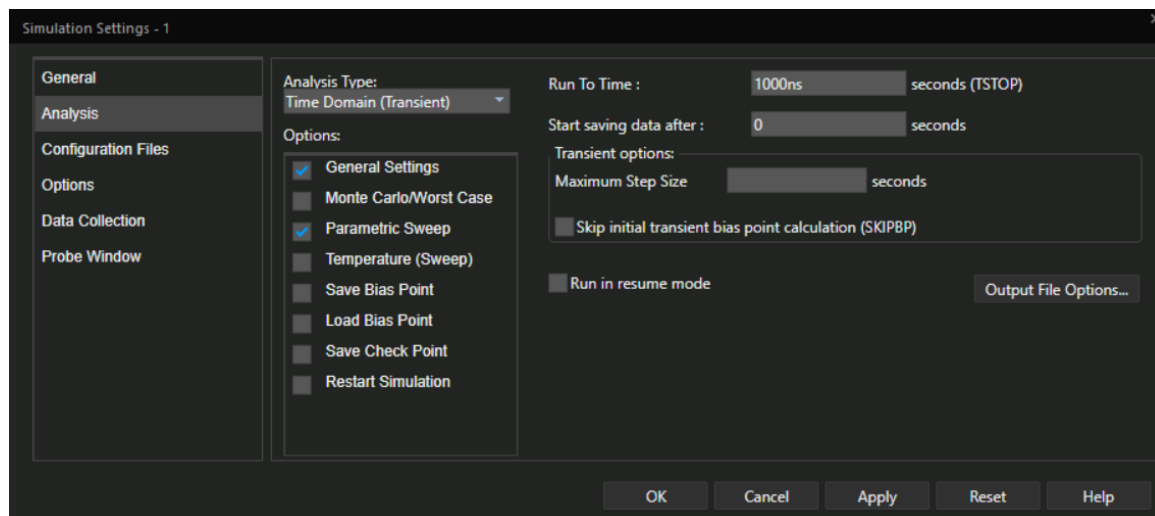 Simulation Settings - 1
General
Analysis
Configuration Files
Options
Data Collection
Probe Window
Analysis Type:
Time Domain (Transient)
Options:
General Settings
Monte Carlo/Worst Case
Parametric Sweep
Temperature (Sweep)
Save Bias Point
Load Bias Point
Save Check Point
Restart Simulation
Run To Time : 1000ns seconds (TSTOP)
Start saving data after : 0 seconds
Transient options:
Maximum Step Size seconds
Skip initial transient bias point calculation (SKIPBP)
Run in resume mode
Output File Options...
OK Cancel Apply Reset Help